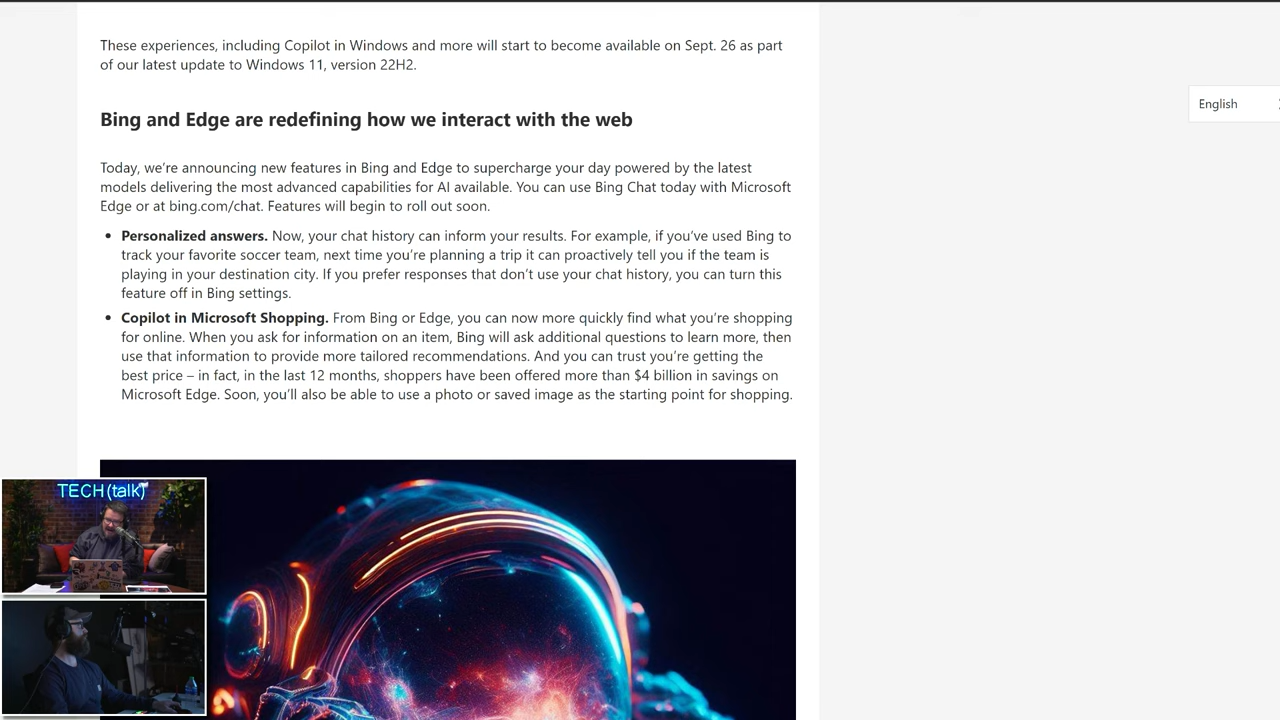 These experiences, including Copilot in Windows and more will start to become available on Sept. 26 as part
of our latest update to Windows 11, version 22H2.
English
Bing and Edge are redefining how we interact with the web
Today, we’re announcing new features in Bing and Edge to supercharge your day powered by the latest
models delivering the most advanced capabilities for AI available. You can use Bing Chat today with Microsoft
Edge or at bing.com/chat. Features will begin to roll out soon.
• Personalized answers. Now, your chat history can inform your results. For example, if you’ve used Bing to
track your favorite soccer team, next time you’re planning a trip it can proactively tell you if the team is
playing in your destination city. If you prefer responses that don’t use your chat history, you can turn this
feature off in Bing settings.
• Copilot in Microsoft Shopping. From Bing or Edge, you can now more quickly find what you’re shopping
for online. When you ask for information on an item, Bing will ask additional questions to learn more, then
use that information to provide more tailored recommendations. And you can trust you’re getting the
best price – in fact, in the last 12 months, shoppers have been offered more than $4 billion in savings on
Microsoft Edge. Soon, you’ll also be able to use a photo or saved image as the starting point for shopping.
TECH(talk)